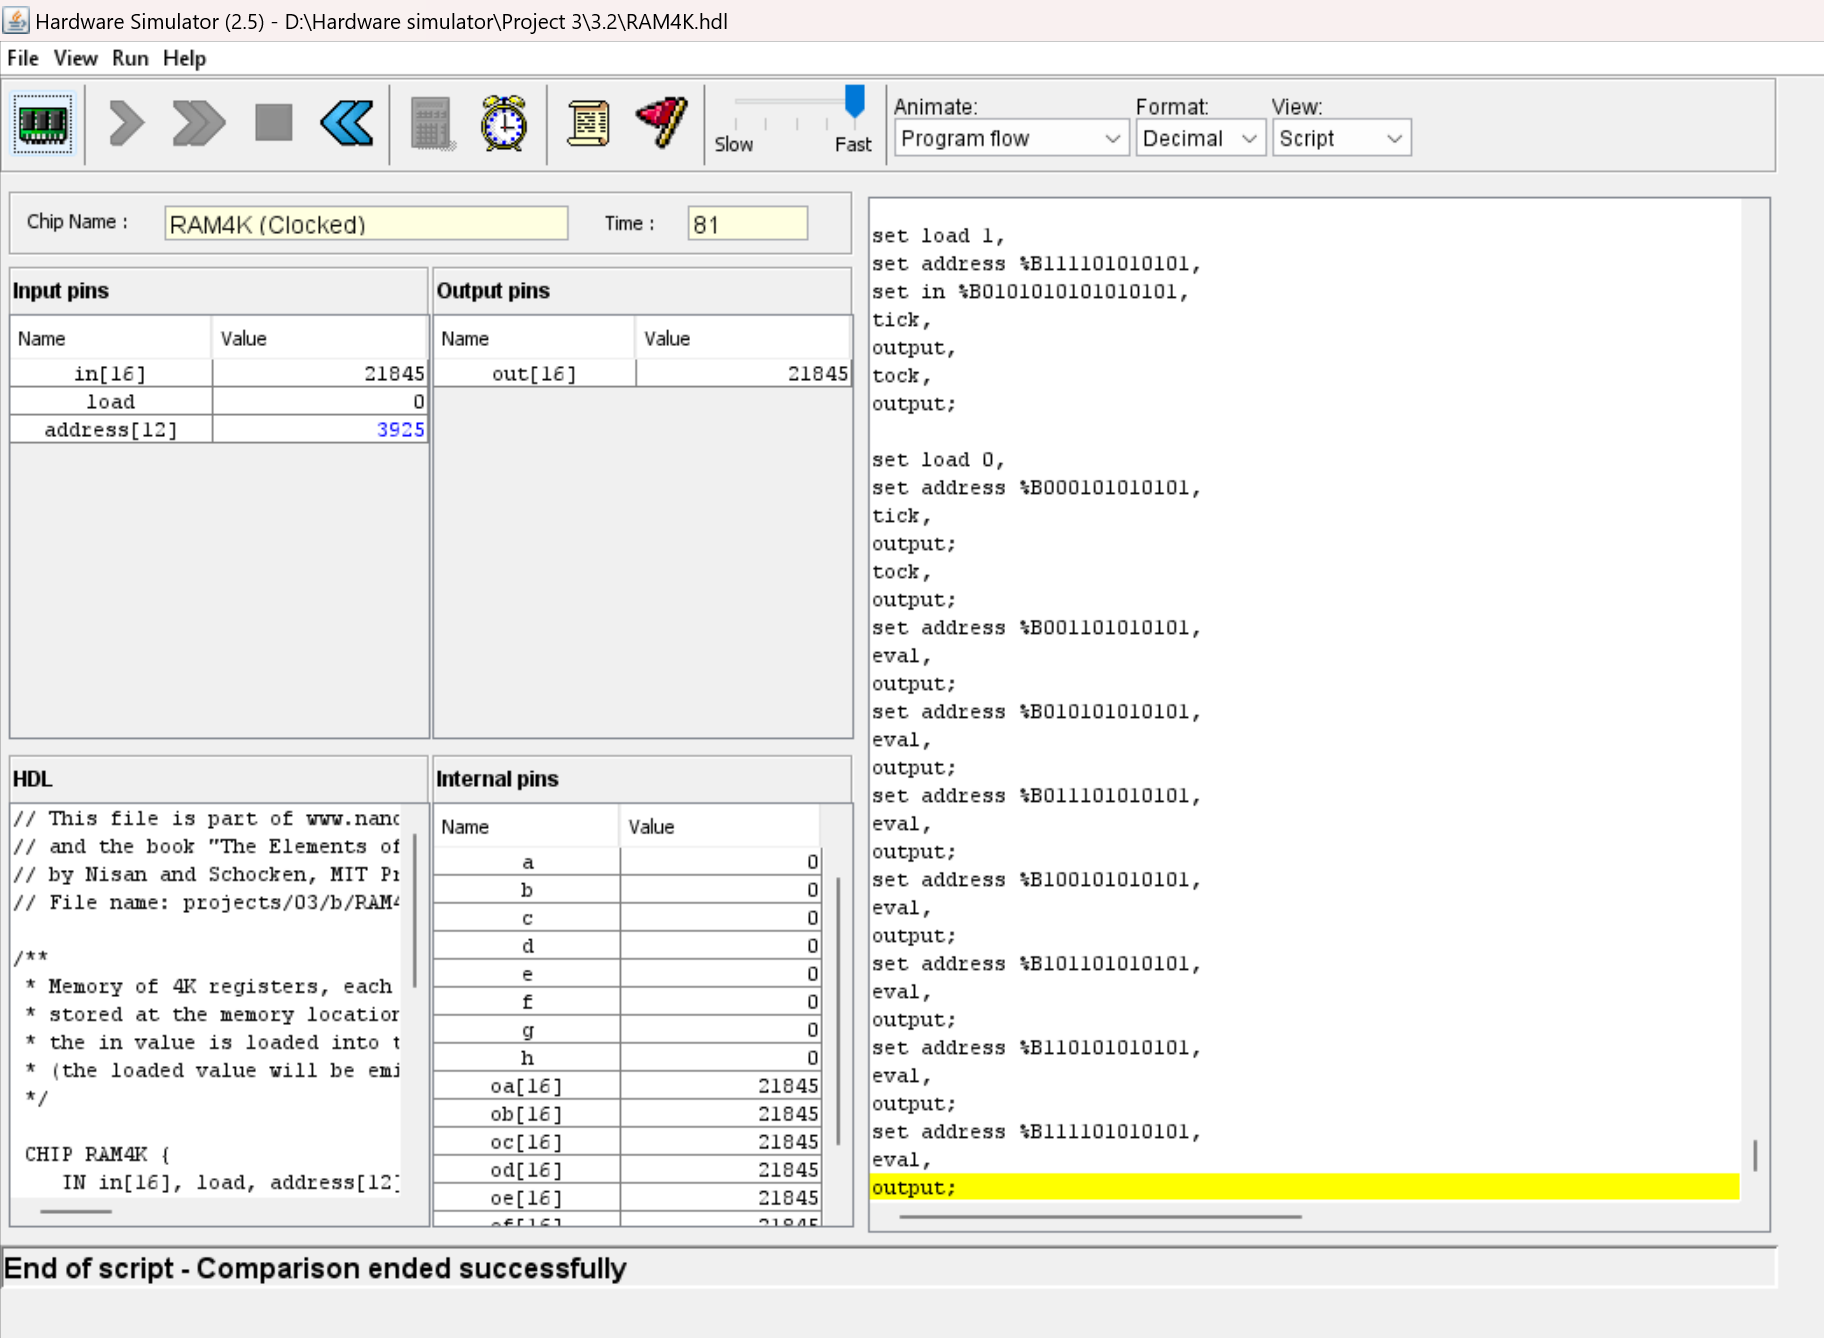 Hardware Simulator (2.5) - D:\Hardware simulator\Project 3\3.2\RAM4K.hdl
File View Run Help
Slow Fast
Animate:
Program flow
Format:
Decimal
View:
Script
Chip Name :
RAM4K (Clocked)
Time :
81
Input pins
Name Value
in[16] 21845
load 0
address[12] 3925
Output pins
Name Value
out[16] 21845
HDL
// This file is part of www.nand
// and the book "The Elements of
// by Nisan and Schocken, MIT Pr
// File name: projects/03/b/RAM4
/**
* Memory of 4K registers, each
* stored at the memory location
* the in value is loaded into t
* (the loaded value will be emi
*/
CHIP RAM4K {
IN in[16], load, address[12]
Internal pins
Name Value
a 0
b 0
c 0
d 0
e 0
f 0
g 0
h 0
oa[16] 21845
ob[16] 21845
oc[16] 21845
od[16] 21845
oe[16] 21845
of[16] 21845
set load 1,
set address %B111101010101,
set in %B0101010101010101,
tick,
output,
tock,
output;
set load 0,
set address %B000101010101,
tick,
output;
tock,
output;
set address %B001101010101,
eval,
output;
set address %B010101010101,
eval,
output;
set address %B011101010101,
eval,
output;
set address %B100101010101,
eval,
output;
set address %B101101010101,
eval,
output;
set address %B110101010101,
eval,
output;
set address %B111101010101,
eval,
output;
End of script - Comparison ended successfully